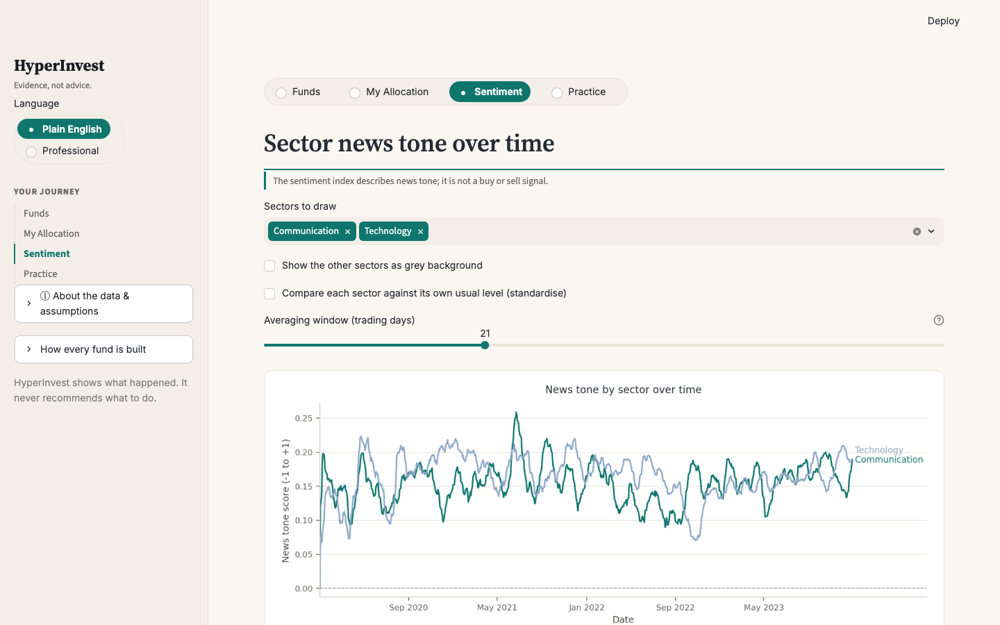 Deploy
HyperInvest
Evidence, not advice.
Language
Plain English
Professional
YOUR JOURNEY
Funds
My Allocation
Sentiment
Practice
ⓘ About the data &
assumptions
How every fund is built
HyperInvest shows what happened. It
never recommends what to do.
Funds
My Allocation
Sentiment
Practice
Sector news tone over time
The sentiment index describes news tone; it is not a buy or sell signal.
Sectors to draw
Communication
Technology
Show the other sectors as grey background
Compare each sector against its own usual level (standardise)
Averaging window (trading days)
21
News tone by sector over time
News tone score (-1 to +1)
0.25
0.20
0.15
0.10
0.05
0.00
Technology
Communication
Sep 2020
May 2021
Jan 2022
Sep 2022
May 2023
Date